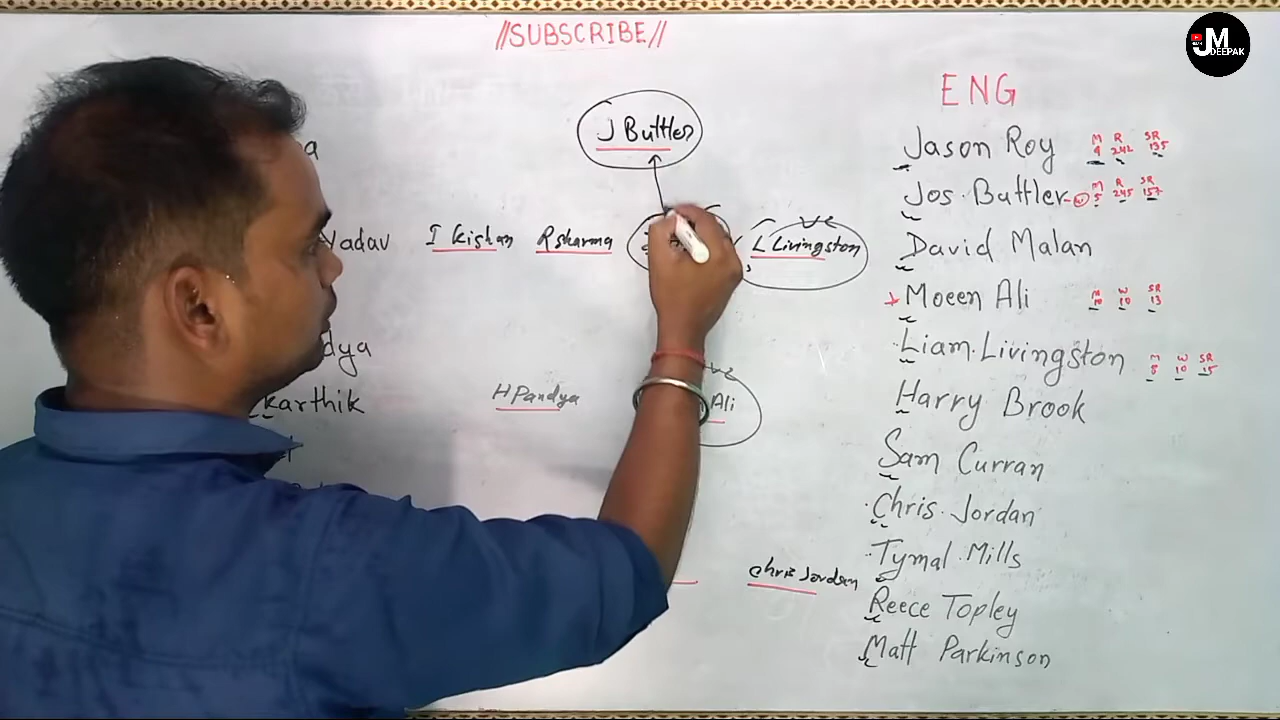 //SUBSCRIBE//
JM
DEEPAK
ENG
J Buttler
Jason Roy M 9 R 242 SR 135
Jos. Buttler M 5 R 245 SR 157
Yadav I Kishan R Sharma L Livingston
David Malan
Moeen Ali M 10 W 10 SR 13
Liam. Livingston M 8 W 10 SR 15
dya
Karthik H Pandya Ali
Harry Brook
Sam Curran
Chris. Jordan
Tymal Mills
Chris Jordan
Reece Topley
Matt Parkinson